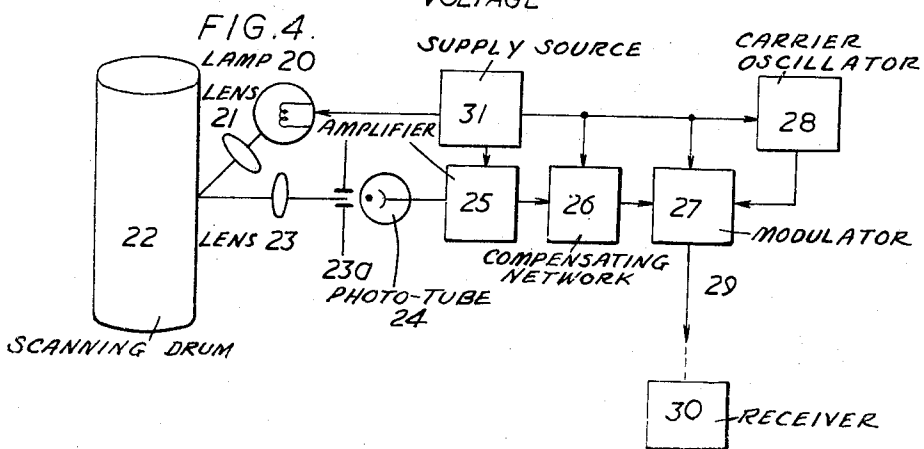 VOLTAGE
FIG.4.
LAMP 20
LENS
21
SUPPLY SOURCE
31
CARRIER
OSCILLATOR
28
AMPLIFIER
25
26
27
MODULATOR
COMPENSATING
NETWORK
22
LENS 23
23a
PHOTO-TUBE
24
29
SCANNING DRUM
30
RECEIVER